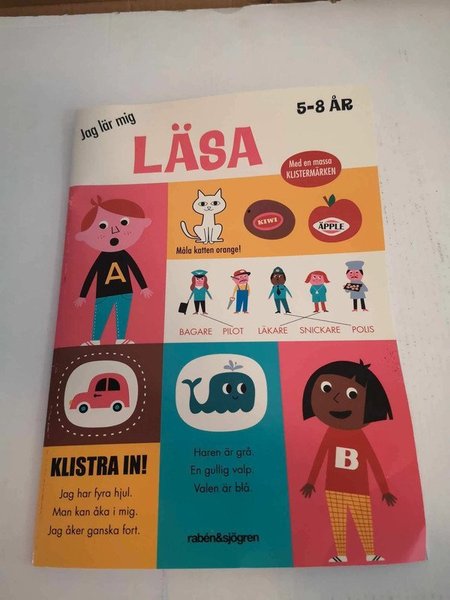 Jag lär mig
5-8 ÅR
LÄSA
Med en massa
KLISTERMÄRKEN
KIWI
ÄPPLE
Måla katten orange!
BAGARE PILOT LÄKARE SNICKARE POLIS
A
KLISTRA IN!
Jag har fyra hjul.
Man kan åka i mig.
Jag åker ganska fort.
Haren är grå.
En gullig valp.
Valen är blå.
B
rabén&sjögren